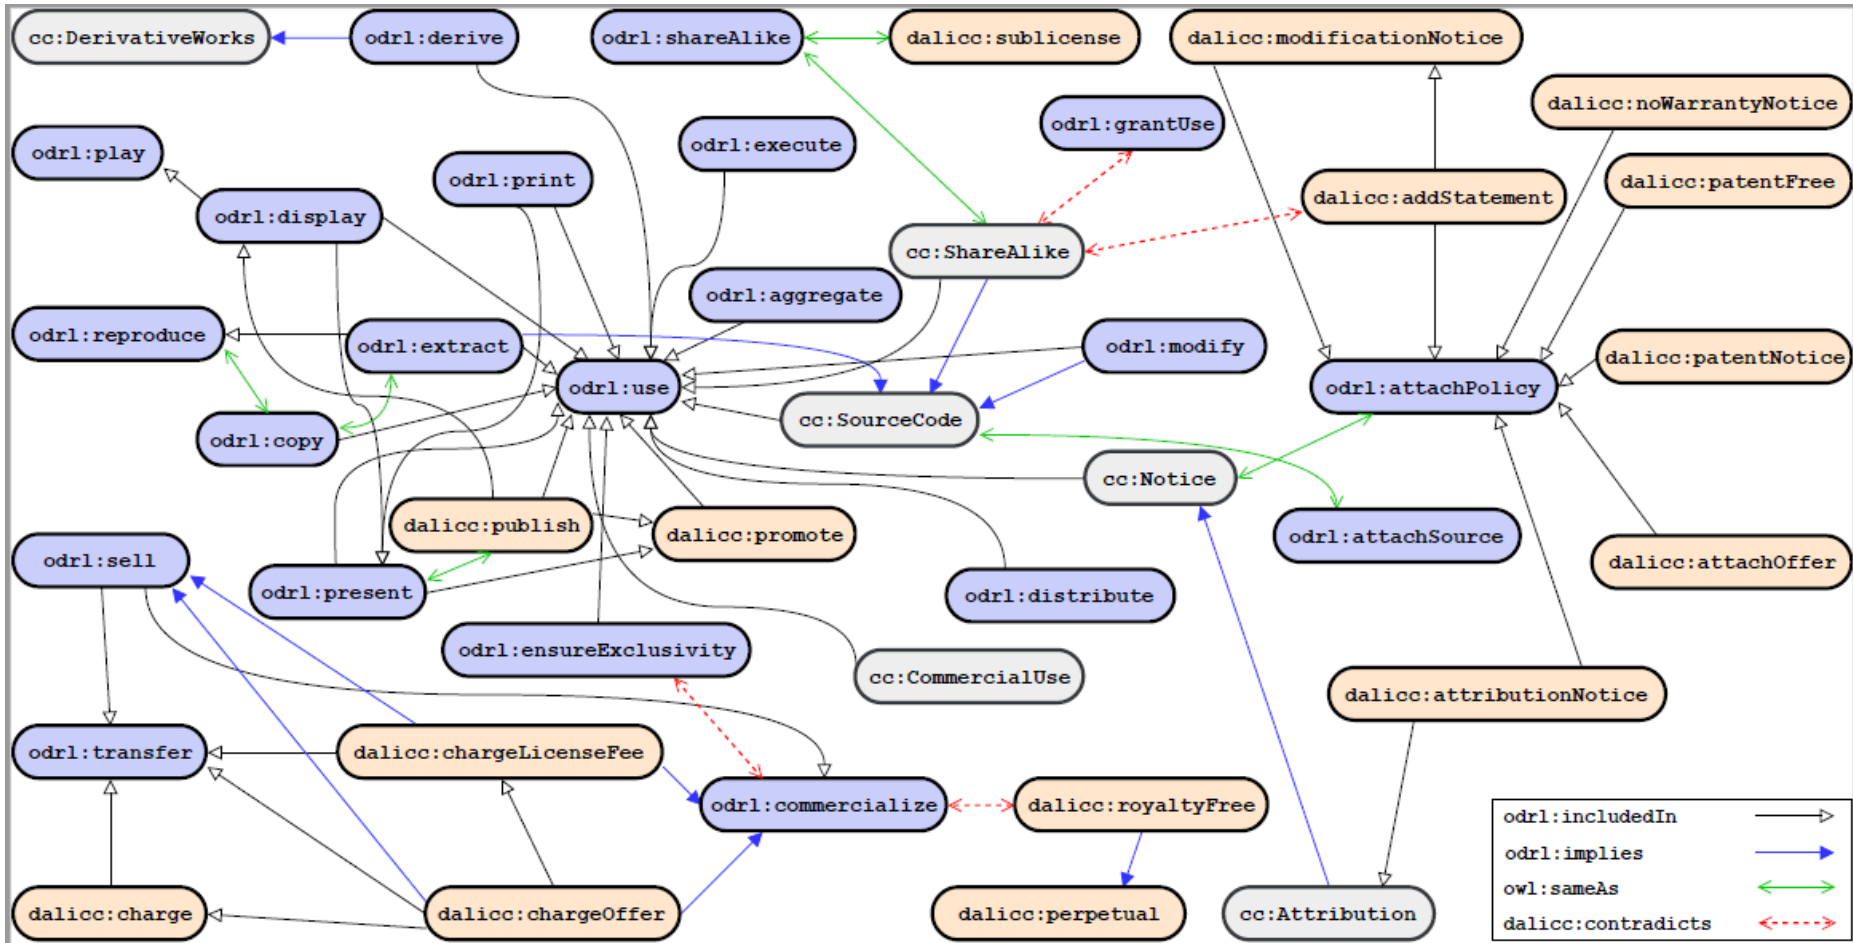 cc:DerivativeWorks
odrl:derive
odrl:shareAlike
dalicc:sublicense
dalicc:modificationNotice
dalicc:noWarrantyNotice
odrl:grantUse
odrl:play
odrl:execute
odrl:print
dalicc:patentFree
dalicc:addStatement
odrl:display
cc:ShareAlike
odrl:aggregate
odrl:reproduce
odrl:extract
odrl:modify
dalicc:patentNotice
odrl:use
odrl:attachPolicy
cc:SourceCode
odrl:copy
cc:Notice
dalicc:publish
dalicc:promote
odrl:attachSource
odrl:sell
dalicc:attachOffer
odrl:present
odrl:distribute
odrl:ensureExclusivity
cc:CommercialUse
dalicc:attributionNotice
odrl:transfer
dalicc:chargeLicenseFee
odrl:commercialize
dalicc:royaltyFree
dalicc:charge
dalicc:chargeOffer
dalicc:perpetual
cc:Attribution
odrl:includedIn
odrl:implies
owl:sameAs
dalicc:contradicts